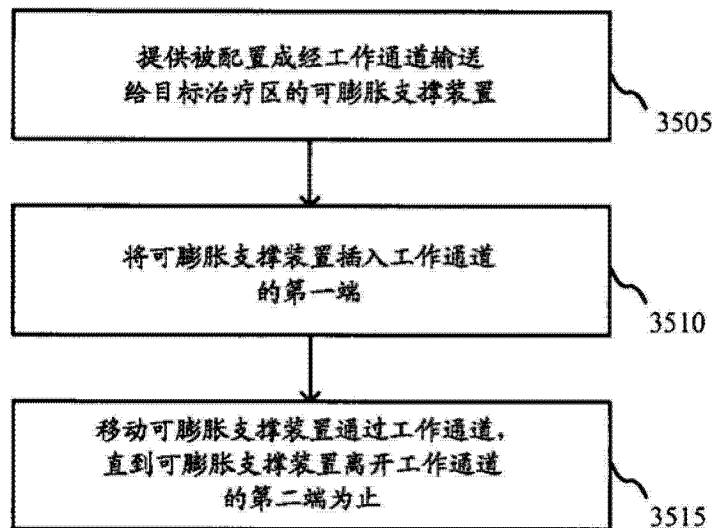 提供被配置成经工作通道输送
给目标治疗区的可膨胀支撑装置
3505
将可膨胀支撑装置插入工作通道
的第一端
3510
移动可膨胀支撑装置通过工作通道，
直到可膨胀支撑装置离开工作通道
的第二端为止
3515